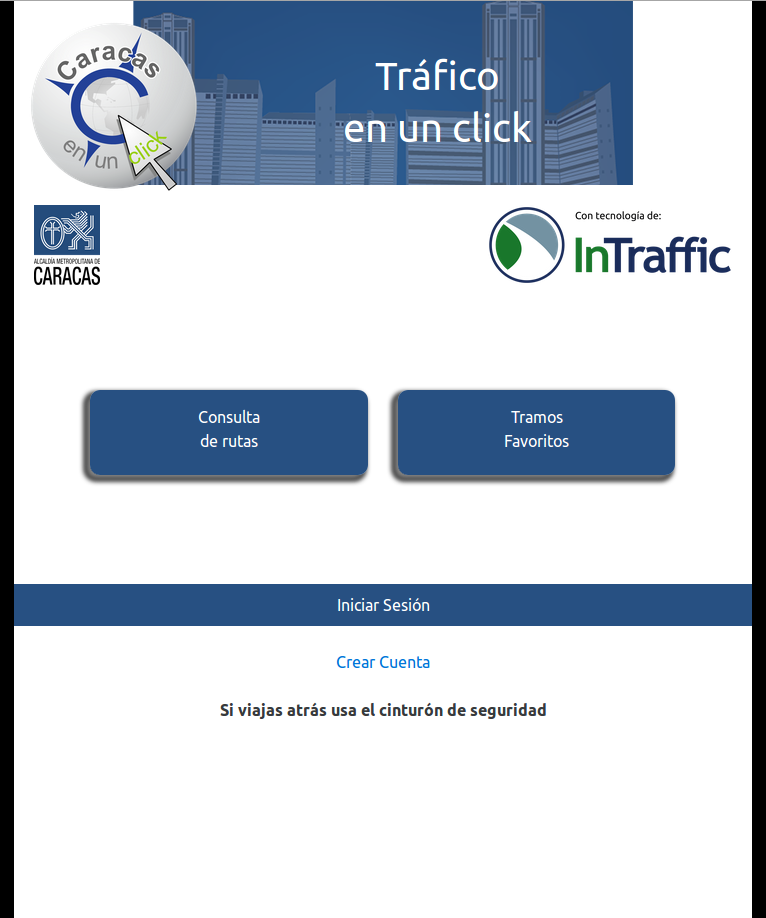 Caracas
en un click
Tráfico
en un click
ALCALDÍA METROPOLITANA DE
CARACAS
Con tecnología de:
InTraffic
Consulta
de rutas
Tramos
Favoritos
Iniciar Sesión
Crear Cuenta
Si viajas atrás usa el cinturón de seguridad